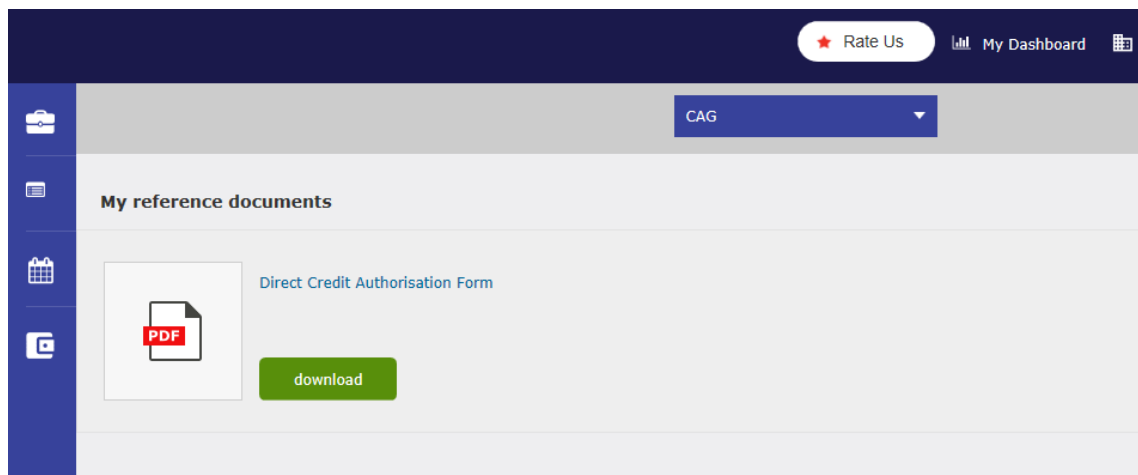 Rate Us
My Dashboard
CAG
My reference documents
Direct Credit Authorisation Form
PDF
download